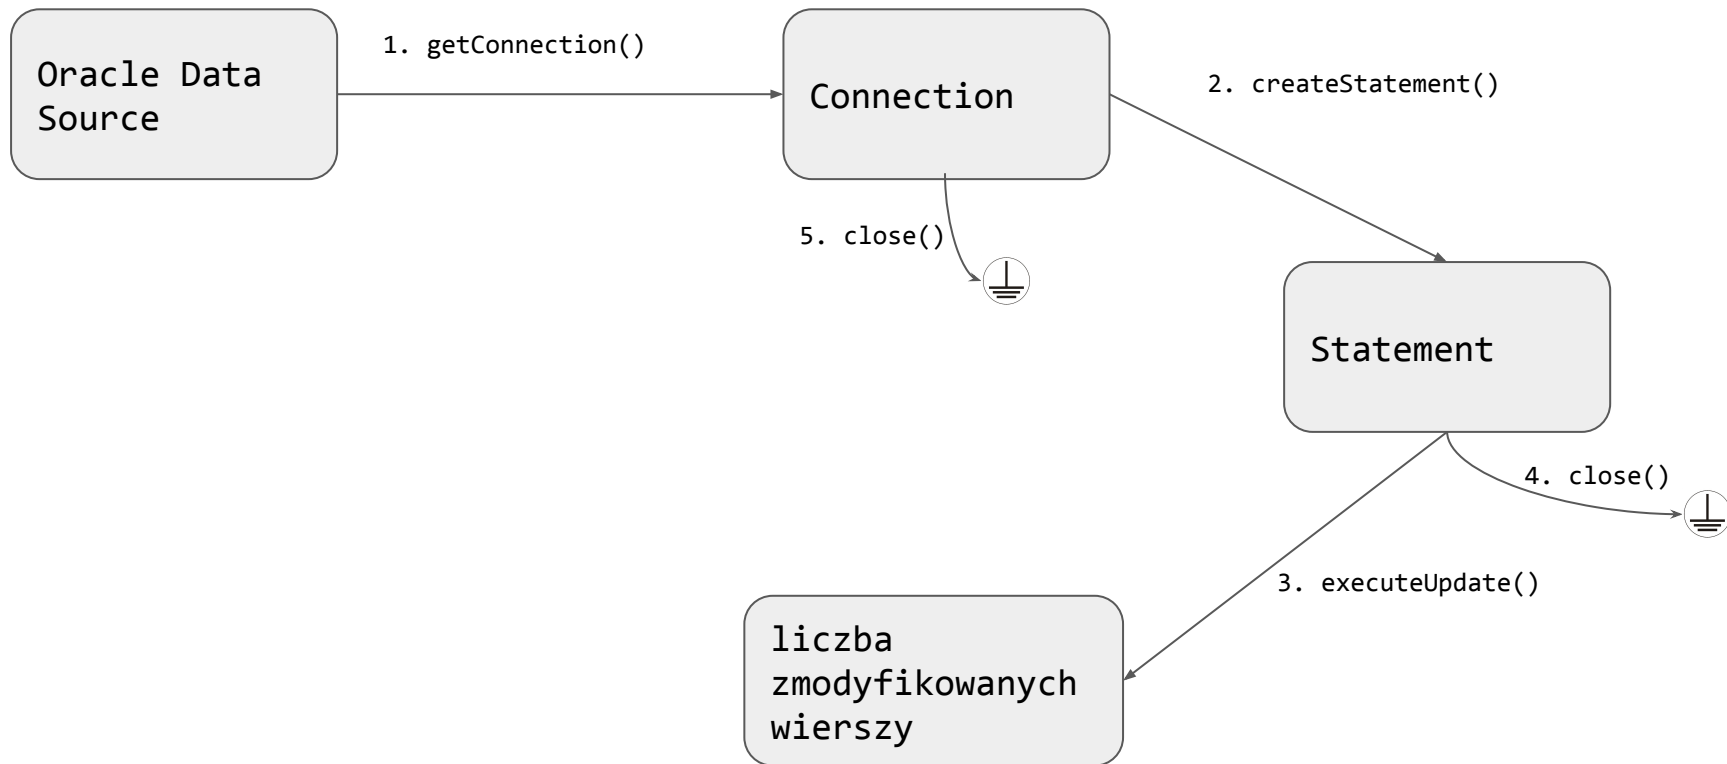 Oracle Data
Source
1. getConnection()
Connection
2. createStatement()
5. close()
Statement
4. close()
3. executeUpdate()
liczba
zmodyfikowanych
wierszy